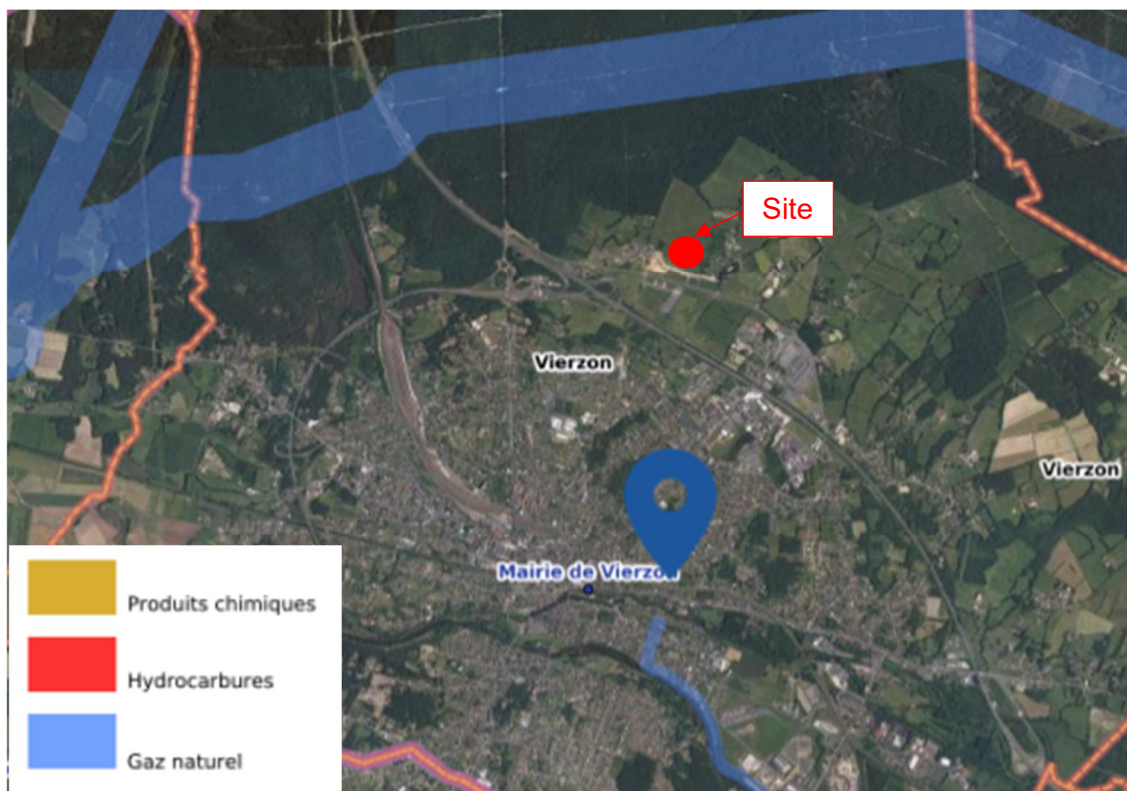 Site
Vierzon
Vierzon
Mairie de Vierzon
Produits chimiques
Hydrocarbures
Gaz naturel